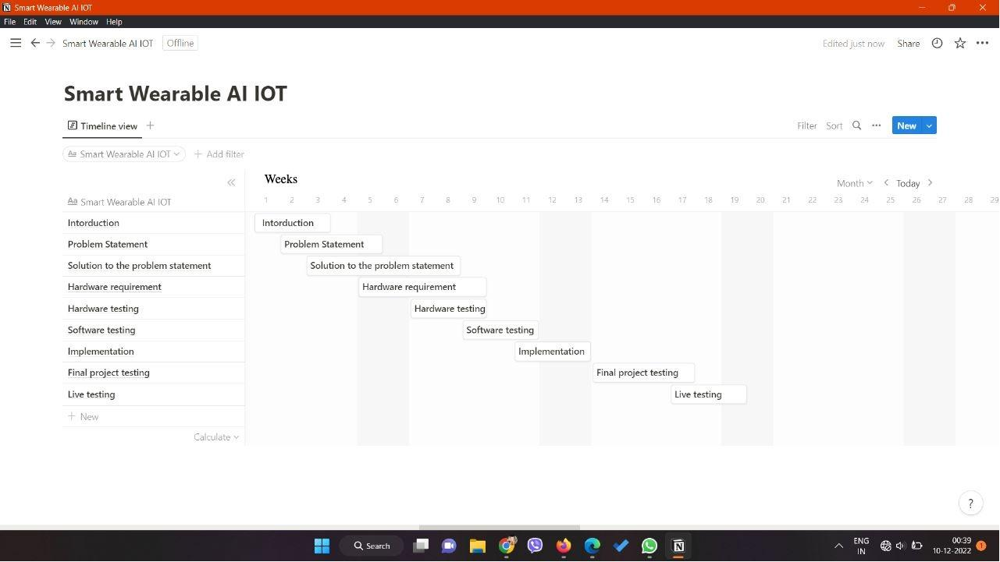 Smart Wearable AI IOT
File Edit View Window Help
Smart Wearable AI IOT Offline Edited just now Share
Smart Wearable AI IOT
Timeline view Filter Sort New
Aa Smart Wearable AI IOT + Add filter
Weeks Month Today
Aa Smart Wearable AI IOT 1 2 3 4 5 6 7 8 9 10 11 12 13 14 15 16 17 18 19 20 21 22 23 24 25 26 27 28 29
Intorduction Intorduction
Problem Statement Problem Statement
Solution to the problem statement Solution to the problem statement
Hardware requirement Hardware requirement
Hardware testing Hardware testing
Software testing Software testing
Implementation Implementation
Final project testing Final project testing
Live testing Live testing
+ New
Calculate
?
Search ENG IN 00:39 10-12-2022 1